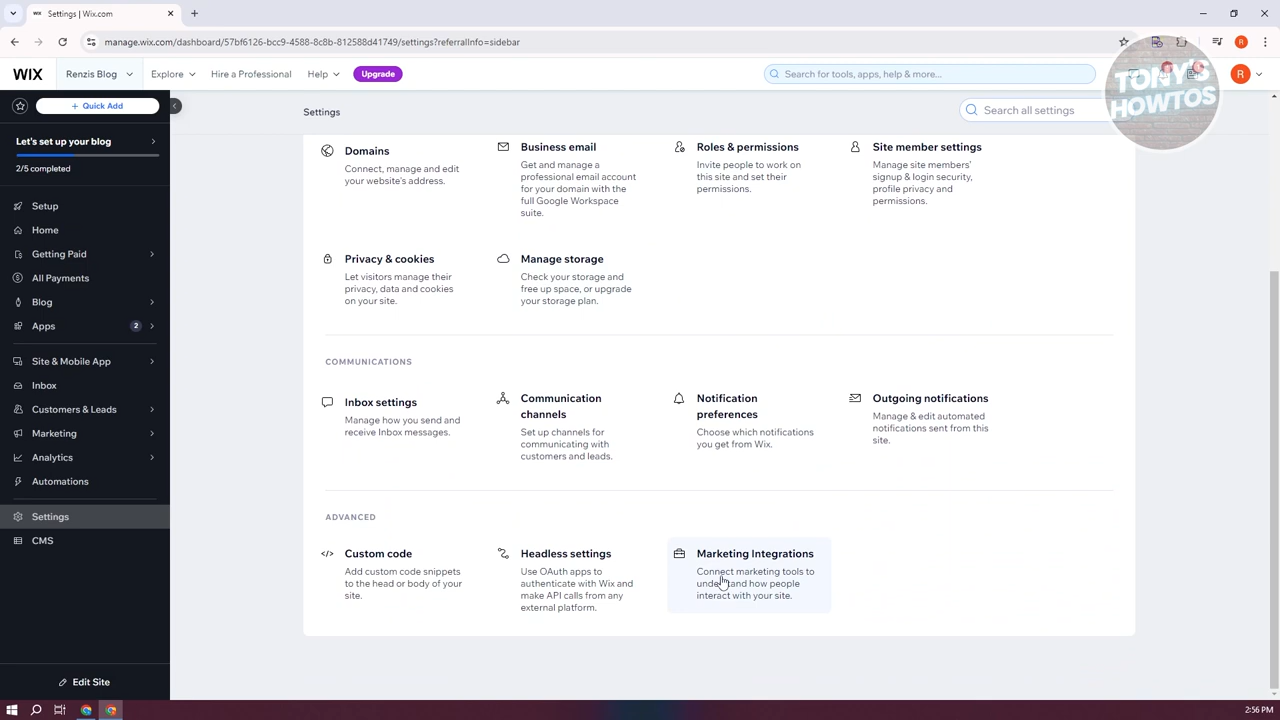 Settings | Wix.com
manage.wix.com/dashboard/57bf6126-bcc9-4588-8c8b-812588d41749/settings?referralInfo=sidebar
R
WIX
Renzis Blog
Explore
Hire a Professional
Help
Upgrade
Search for tools, apps, help & more...
R
TONY'S
HOWTOS
Quick Add
Let's set up your blog
2/5 completed
Setup
Home
Getting Paid
All Payments
Blog
Apps
2
Site & Mobile App
Inbox
Customers & Leads
Marketing
Analytics
Automations
Settings
CMS
Edit Site
Settings
Search all settings
Domains
Connect, manage and edit
your website's address.
Business email
Get and manage a
professional email account
for your domain with the
full Google Workspace
suite.
Roles & permissions
Invite people to work on
this site and set their
permissions.
Site member settings
Manage site members'
signup & login security,
profile privacy and
permissions.
Privacy & cookies
Let visitors manage their
privacy, data and cookies
on your site.
Manage storage
Check your storage and
free up space, or upgrade
your storage plan.
COMMUNICATIONS
Inbox settings
Manage how you send and
receive Inbox messages.
Communication
channels
Set up channels for
communicating with
customers and leads.
Notification
preferences
Choose which notifications
you get from Wix.
Outgoing notifications
Manage & edit automated
notifications sent from this
site.
ADVANCED
Custom code
Add custom code snippets
to the head or body of your
site.
Headless settings
Use OAuth apps to
authenticate with Wix and
make API calls from any
external platform.
Marketing Integrations
Connect marketing tools to
understand how people
interact with your site.
2:56 PM